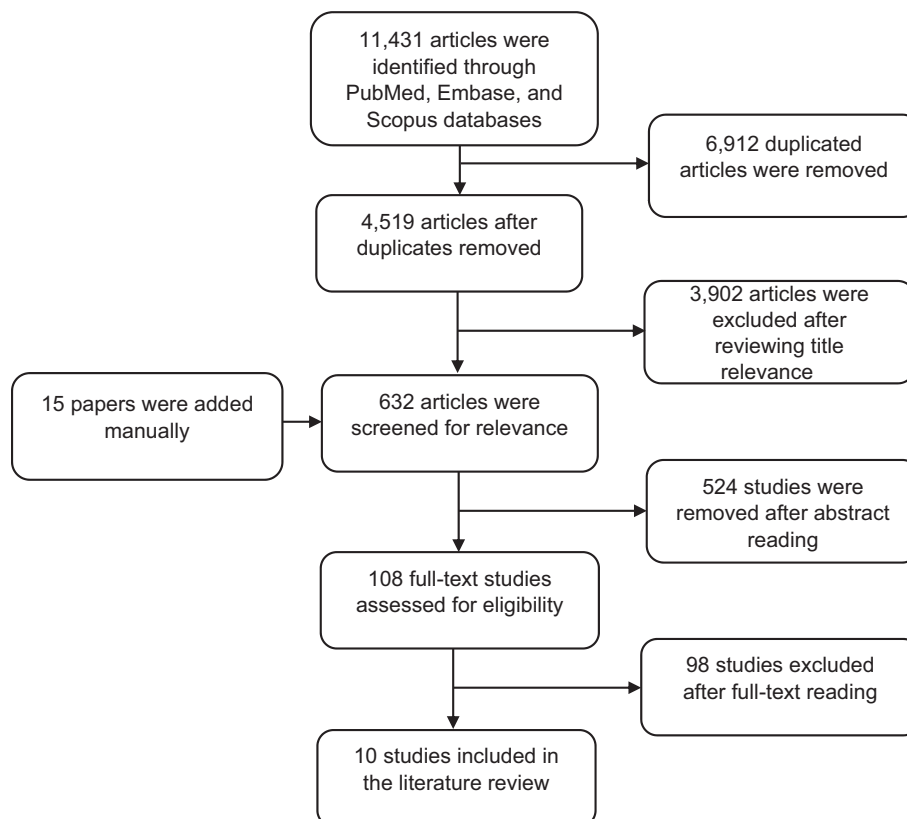 11,431 articles were
identified through
PubMed, Embase, and
Scopus databases
6,912 duplicated
articles were removed
4,519 articles after
duplicates removed
3,902 articles were
excluded after
reviewing title
relevance
15 papers were added
manually
632 articles were
screened for relevance
524 studies were
removed after abstract
reading
108 full-text studies
assessed for eligibility
98 studies excluded
after full-text reading
10 studies included in
the literature review